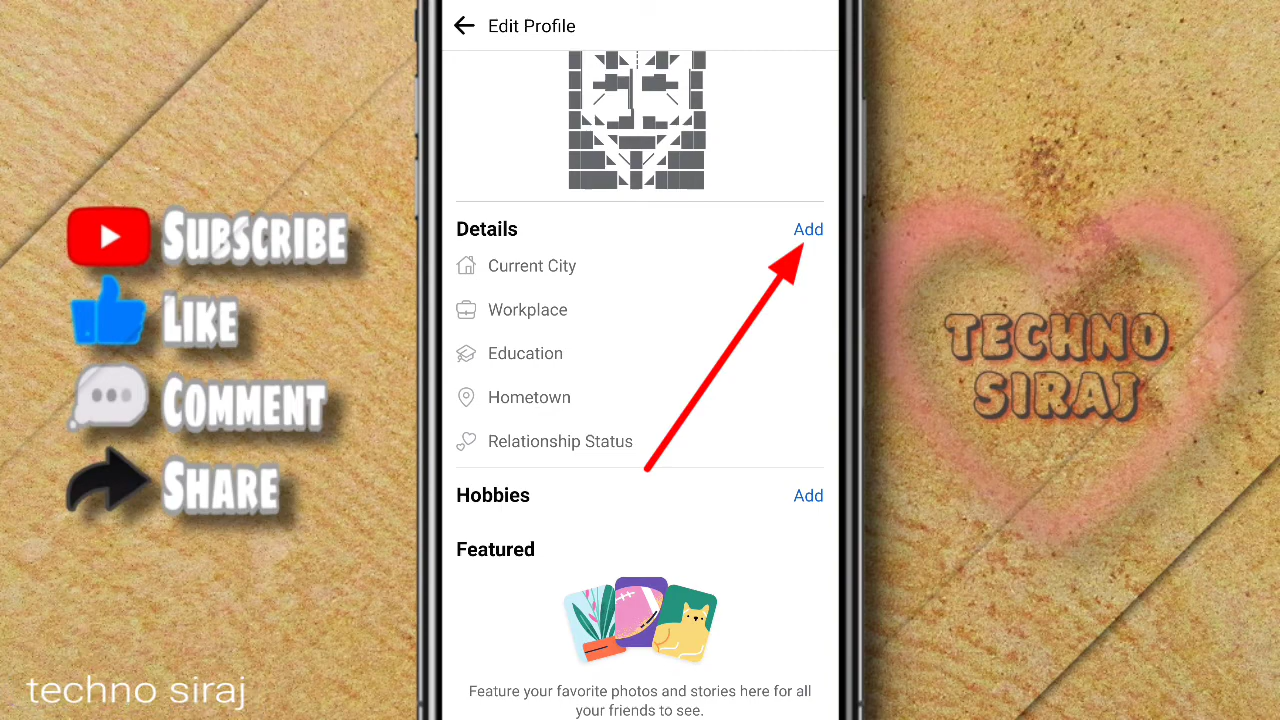 Edit Profile
Details
Add
Current City
Workplace
Education
Hometown
Relationship Status
Hobbies
Add
Featured
Feature your favorite photos and stories here for all
your friends to see.
SUBSCRIBE
LIKE
COMMENT
SHARE
techno siraj
TECHNO
SIRAJ